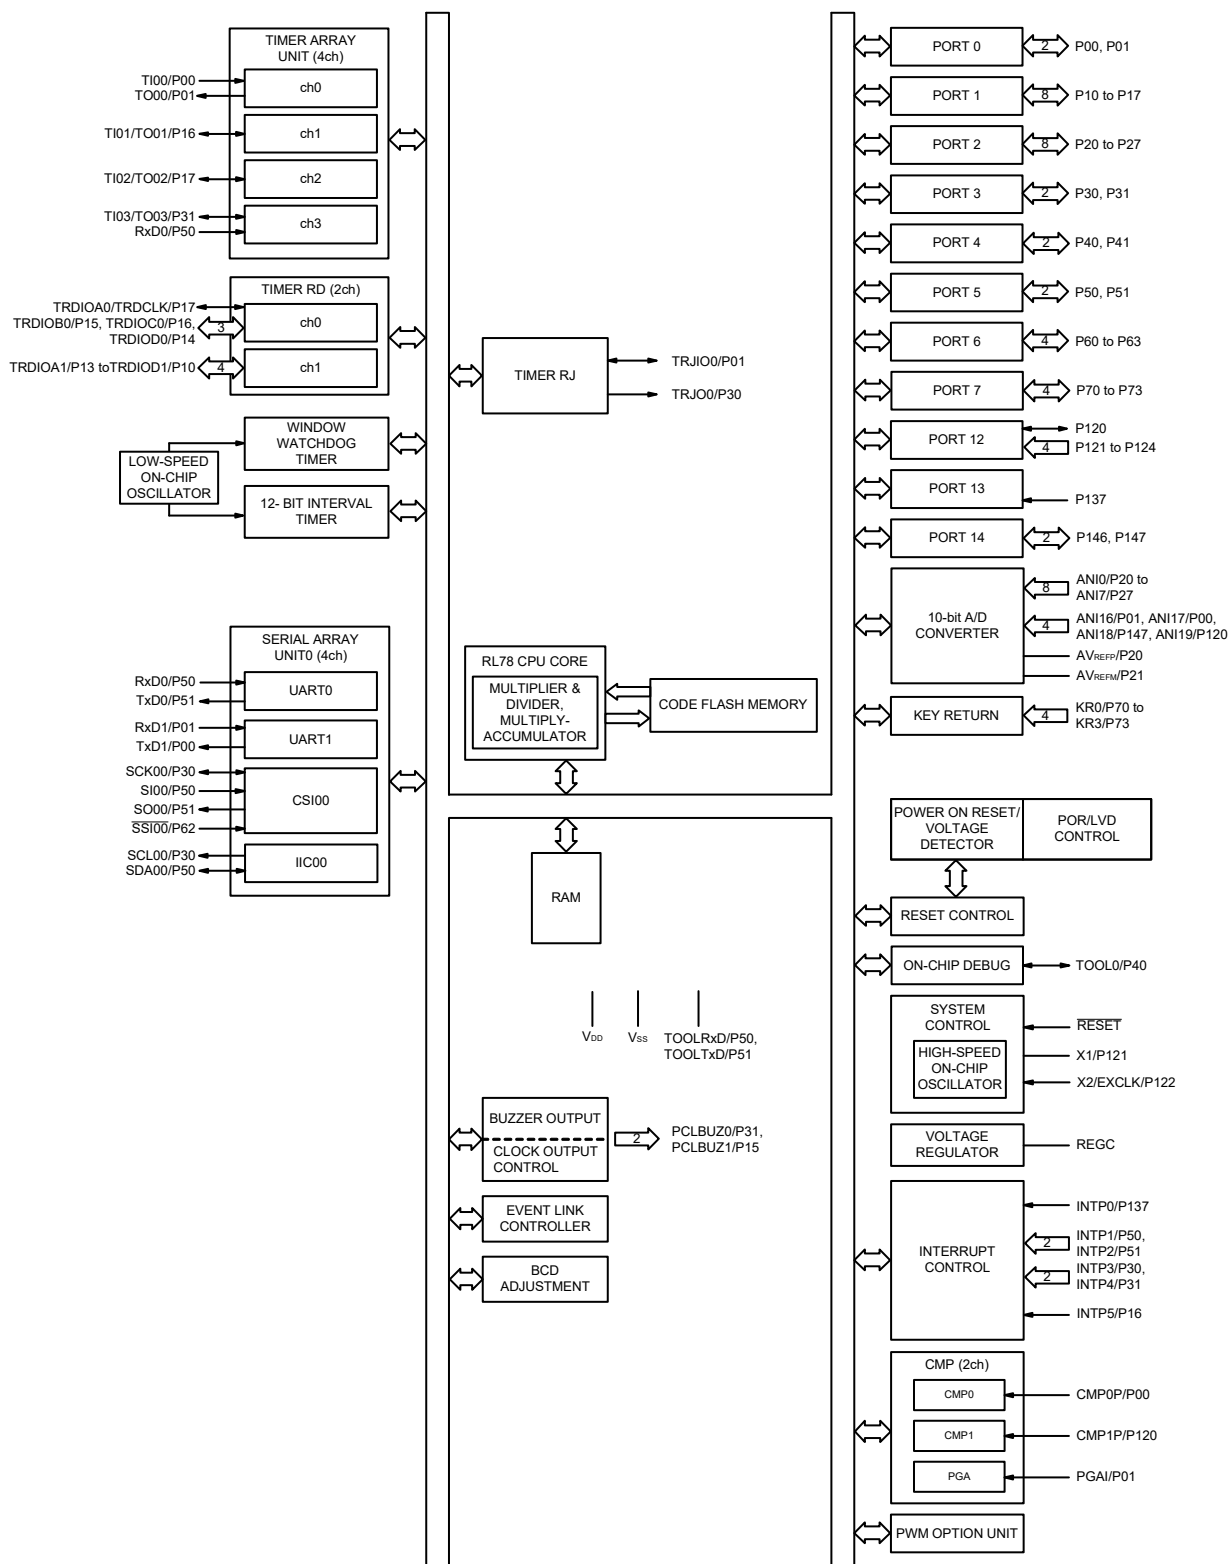 TIMER ARRAY
UNIT (4ch)
TI00/P00
TO00/P01
ch0
TI01/TO01/P16
ch1
TI02/TO02/P17
ch2
TI03/TO03/P31
RxD0/P50
ch3
TIMER RD (2ch)
TRDIOA0/TRDCLK/P17
TRDIOB0/P15, TRDIOC0/P16,
TRDIOD0/P14
3
ch0
TRDIOA1/P13 toTRDIOD1/P10
4
ch1
WINDOW
WATCHDOG
TIMER
LOW-SPEED
ON-CHIP
OSCILLATOR
12- BIT INTERVAL
TIMER
SERIAL ARRAY
UNIT0 (4ch)
RxD0/P50
TxD0/P51
UART0
RxD1/P01
TxD1/P00
UART1
SCK00/P30
SI00/P50
SO00/P51
SSI00/P62
CSI00
SCL00/P30
SDA00/P50
IIC00
TIMER RJ
TRJIO0/P01
TRJO0/P30
RL78 CPU CORE
MULTIPLIER &
DIVIDER,
MULTIPLY-
ACCUMULATOR
CODE FLASH MEMORY
RAM
VDD
VSS
TOOLRxD/P50,
TOOLTxD/P51
BUZZER OUTPUT
CLOCK OUTPUT
CONTROL
2
PCLBUZ0/P31,
PCLBUZ1/P15
EVENT LINK
CONTROLLER
BCD
ADJUSTMENT
PORT 0
2
P00, P01
PORT 1
8
P10 to P17
PORT 2
8
P20 to P27
PORT 3
2
P30, P31
PORT 4
2
P40, P41
PORT 5
2
P50, P51
PORT 6
4
P60 to P63
PORT 7
4
P70 to P73
PORT 12
P120
4
P121 to P124
PORT 13
P137
PORT 14
2
P146, P147
10-bit A/D
CONVERTER
8
ANI0/P20 to
ANI7/P27
4
ANI16/P01, ANI17/P00,
ANI18/P147, ANI19/P120
AVREFP/P20
AVREFM/P21
KEY RETURN
4
KR0/P70 to
KR3/P73
POWER ON RESET/
VOLTAGE
DETECTOR
POR/LVD
CONTROL
RESET CONTROL
ON-CHIP DEBUG
TOOL0/P40
SYSTEM
CONTROL
HIGH-SPEED
ON-CHIP
OSCILLATOR
RESET
X1/P121
X2/EXCLK/P122
VOLTAGE
REGULATOR
REGC
INTERRUPT
CONTROL
INTP0/P137
2
INTP1/P50,
INTP2/P51
2
INTP3/P30,
INTP4/P31
INTP5/P16
CMP (2ch)
CMP0
CMP0P/P00
CMP1
CMP1P/P120
PGA
PGAI/P01
PWM OPTION UNIT